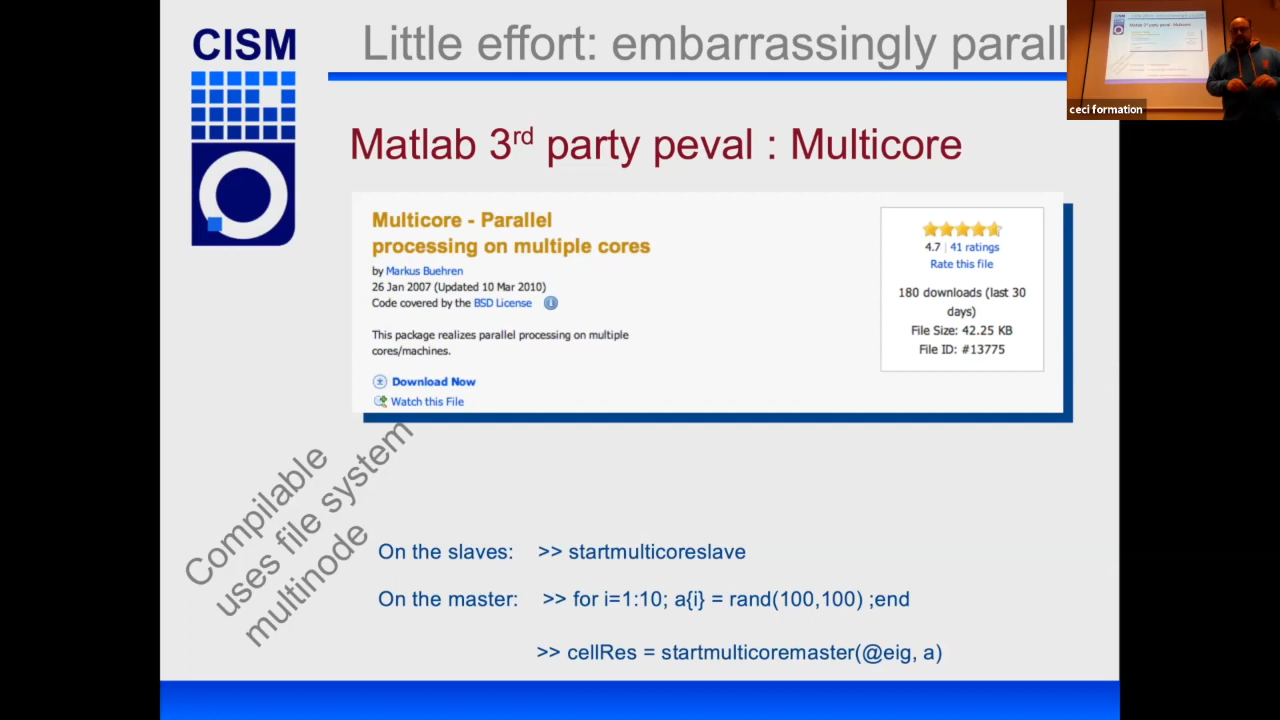 CISM
Little effort: embarrassingly parall
ceci formation
Matlab 3rd party peval : Multicore
Multicore - Parallel
processing on multiple cores
by Markus Buehren
26 Jan 2007 (Updated 10 Mar 2010)
Code covered by the BSD License
This package realizes parallel processing on multiple
cores/machines.
Download Now
Watch this File
4.7 | 41 ratings
Rate this file
180 downloads (last 30
days)
File Size: 42.25 KB
File ID: #13775
Compilable
uses file system
multinode
On the slaves: >> startmulticoreslave
On the master: >> for i=1:10; a{i} = rand(100,100) ;end
>> cellRes = startmulticoremaster(@eig, a)